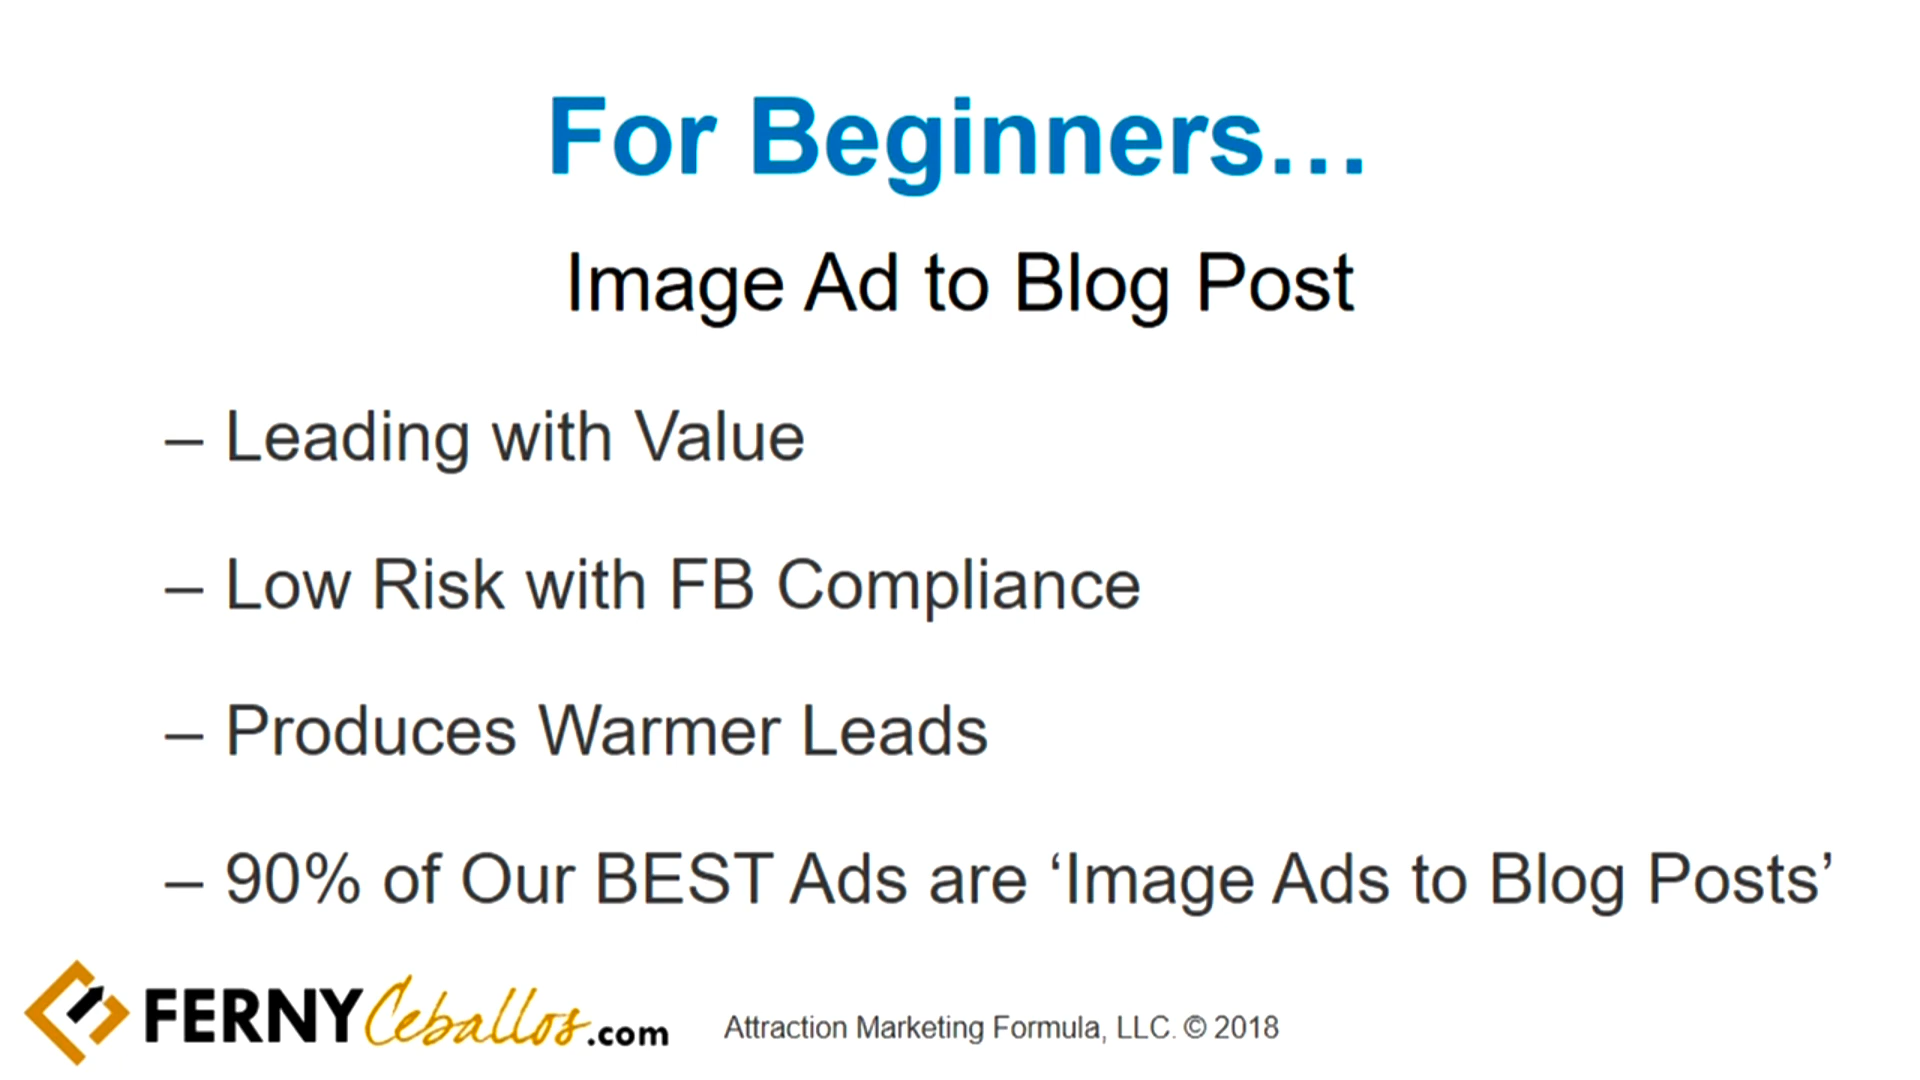 For Beginners…
Image Ad to Blog Post
– Leading with Value
– Low Risk with FB Compliance
– Produces Warmer Leads
– 90% of Our BEST Ads are ‘Image Ads to Blog Posts’
FERNY Ceballos.com
Attraction Marketing Formula, LLC. © 2018